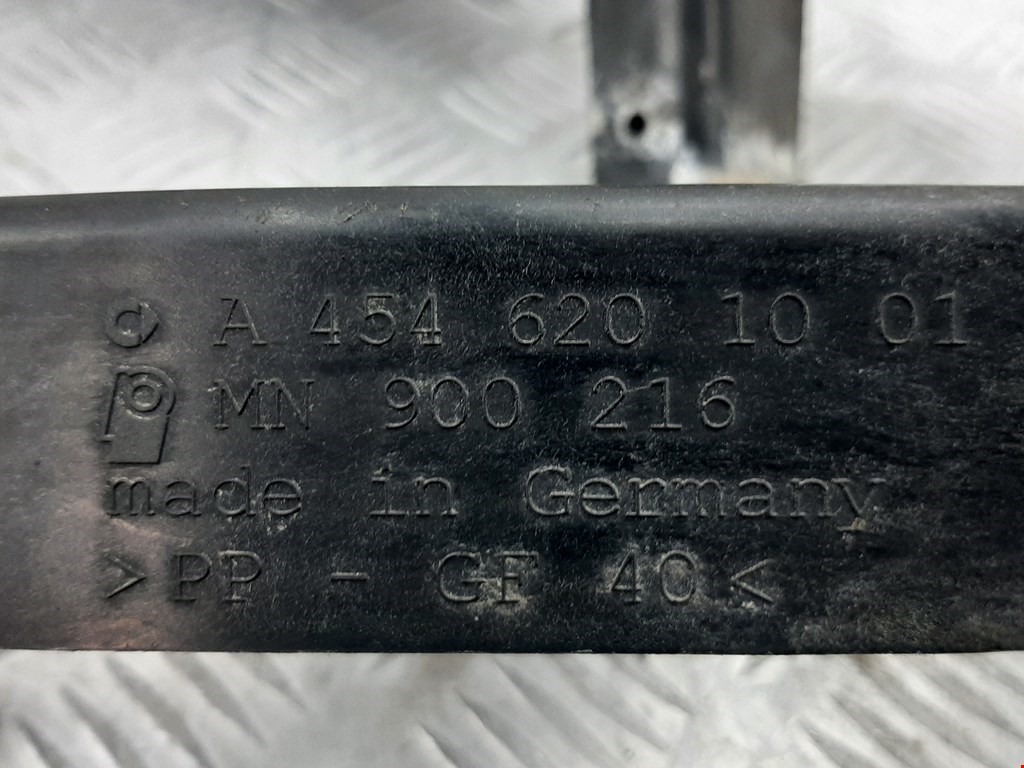 A 454 620 10 01
MN 900 216
made in Germany
>PP - GF 40<